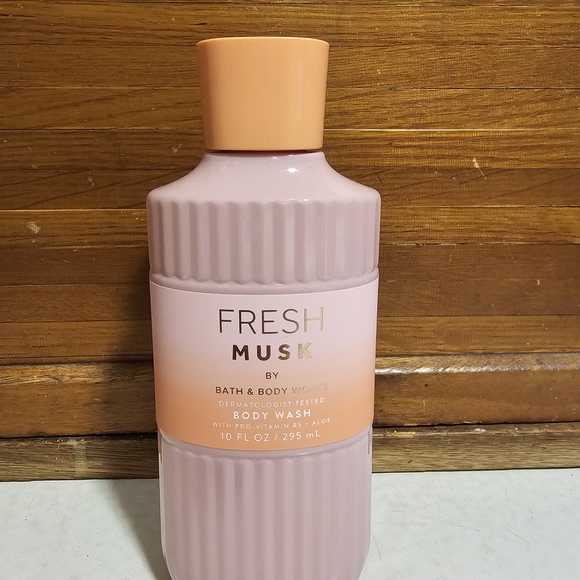 FRESH
MUSK
BY
BATH & BODY WORKS
DERMATOLOGIST TESTED
BODY WASH
WITH PRO-VITAMIN B5 + ALOE
10 FL OZ / 295 mL